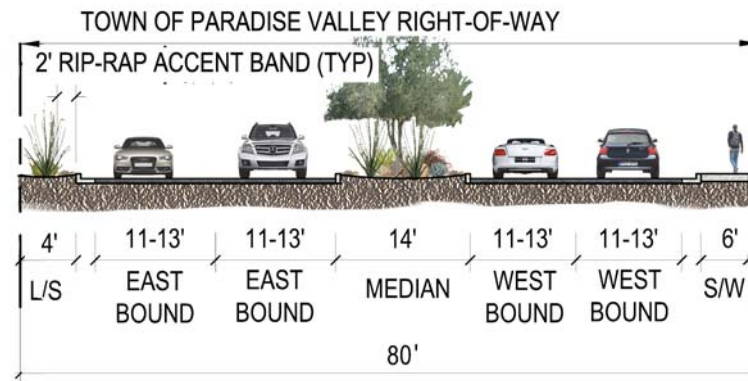 TOWN OF PARADISE VALLEY RIGHT-OF-WAY
2' RIP-RAP ACCENT BAND (TYP)
4' 11-13' 11-13' 14' 11-13' 11-13' 6'
L/S EAST BOUND EAST BOUND MEDIAN WEST BOUND WEST BOUND S/W
80'